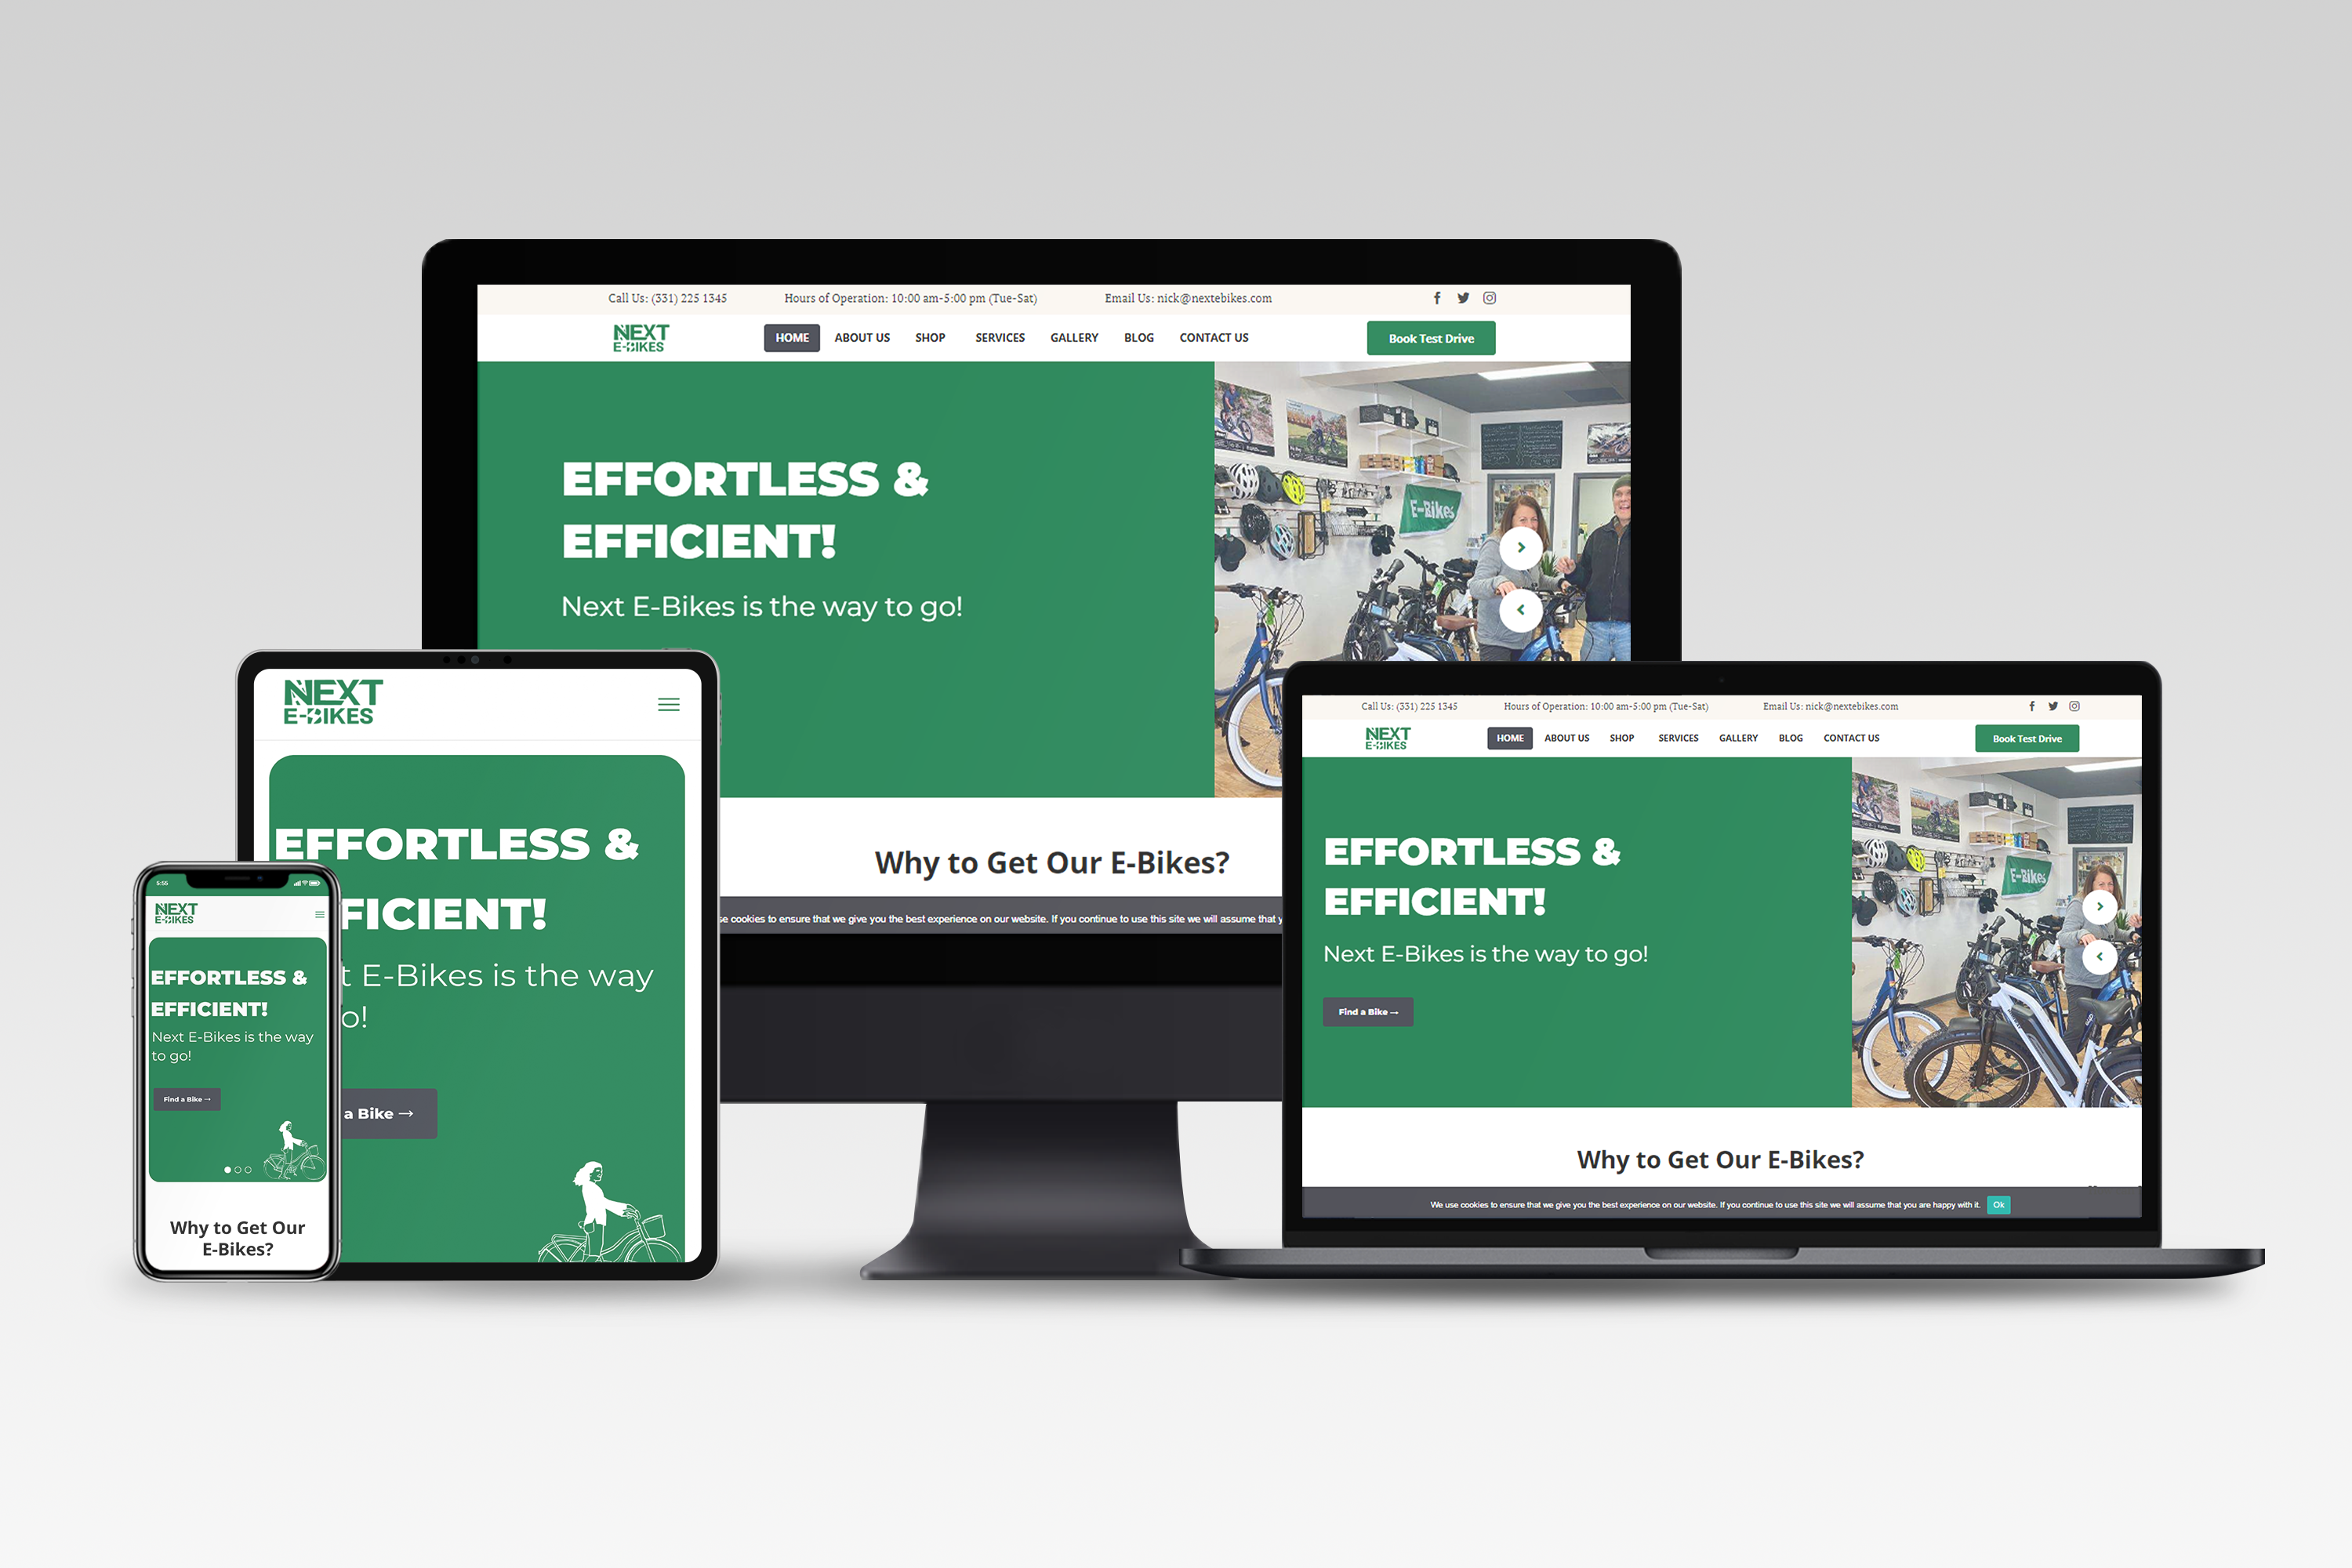 Call Us: (331) 225 1345 Hours of Operation: 10:00 am-5:00 pm (Tue-Sat) Email Us: nick@nextebikes.com
NEXT
E-BIKES
HOME ABOUT US SHOP SERVICES GALLERY BLOG CONTACT US Book Test Drive
EFFORTLESS &
EFFICIENT!
Next E-Bikes is the way to go!
E-Bikes
Why to Get Our E-Bikes?
cookies to ensure that we give you the best experience on our website. If you continue to use this site we will assume that
NEXT
E-BIKES
EFFORTLESS &
FICIENT!
t E-Bikes is the way
o!
a Bike →
5:55
NEXT
E-BIKES
EFFORTLESS &
EFFICIENT!
Next E-Bikes is the way
to go!
Find a Bike →
Why to Get Our
E-Bikes?
Call Us: (331) 225 1345 Hours of Operation: 10:00 am-5:00 pm (Tue-Sat) Email Us: nick@nextebikes.com
NEXT
E-BIKES
HOME ABOUT US SHOP SERVICES GALLERY BLOG CONTACT US Book Test Drive
EFFORTLESS &
EFFICIENT!
Next E-Bikes is the way to go!
Find a Bike →
E-Bikes
Why to Get Our E-Bikes?
We use cookies to ensure that we give you the best experience on our website. If you continue to use this site we will assume that you are happy with it. Ok